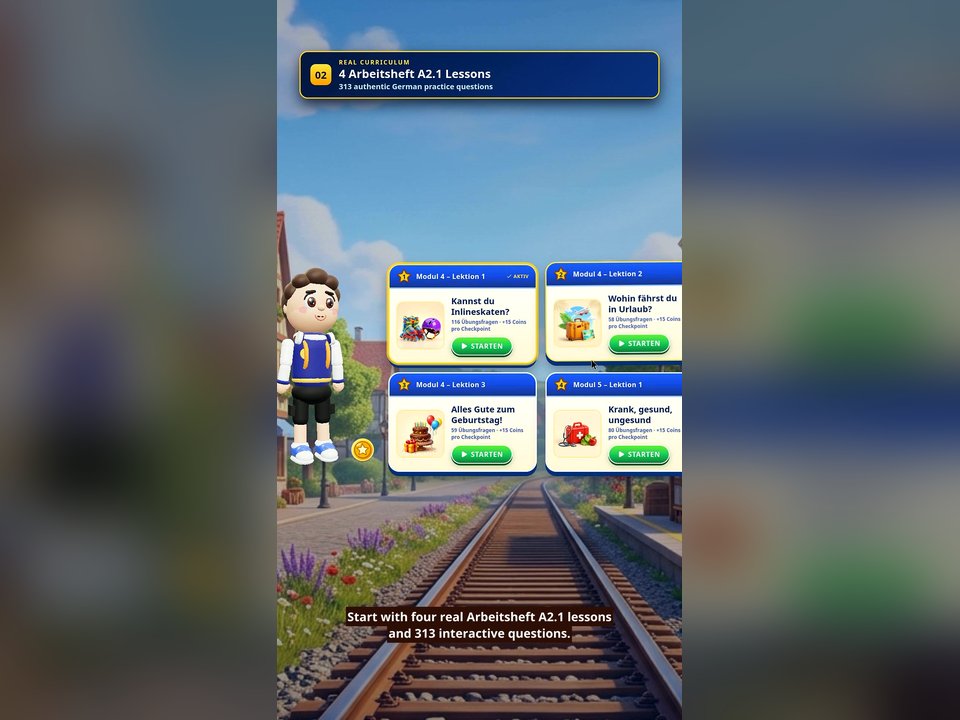 02
REAL CURRICULUM
4 Arbeitsheft A2.1 Lessons
313 authentic German practice questions
1
Modul 4 – Lektion 1
✓ AKTIV
Kannst du
Inlineskaten?
116 Übungsfragen · +15 Coins
pro Checkpoint
▶ STARTEN
2
Modul 4 – Lektion 2
Wohin fährst du
in Urlaub?
58 Übungsfragen · +15 Coins
pro Checkpoint
▶ STARTEN
3
Modul 4 – Lektion 3
Alles Gute zum
Geburtstag!
59 Übungsfragen · +15 Coins
pro Checkpoint
▶ STARTEN
4
Modul 5 – Lektion 1
Krank, gesund,
ungesund
80 Übungsfragen · +15 Coins
pro Checkpoint
▶ STARTEN
Start with four real Arbeitsheft A2.1 lessons
and 313 interactive questions.